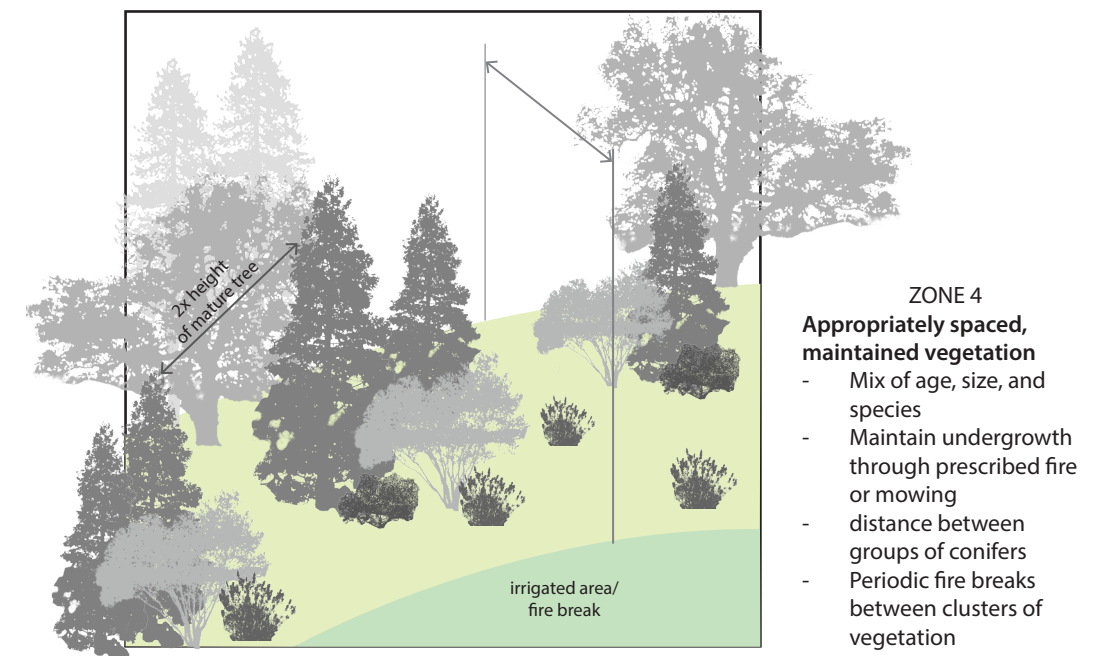 2x height
of mature tree
irrigated area/
fire break
ZONE 4
Appropriately spaced,
maintained vegetation
- Mix of age, size, and
species
- Maintain undergrowth
through prescribed fire
or mowing
- distance between
groups of conifers
- Periodic fire breaks
between clusters of
vegetation